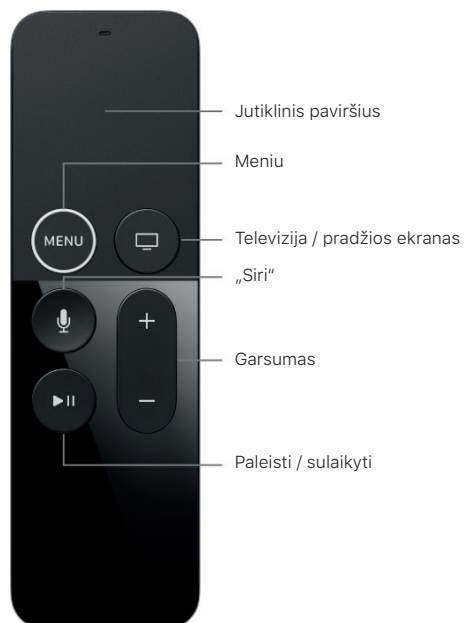 Jutiklinis paviršius
Meniu
MENU
Televizija / pradžios ekranas
„Siri“
Garsumas
Paleisti / sulaikyti